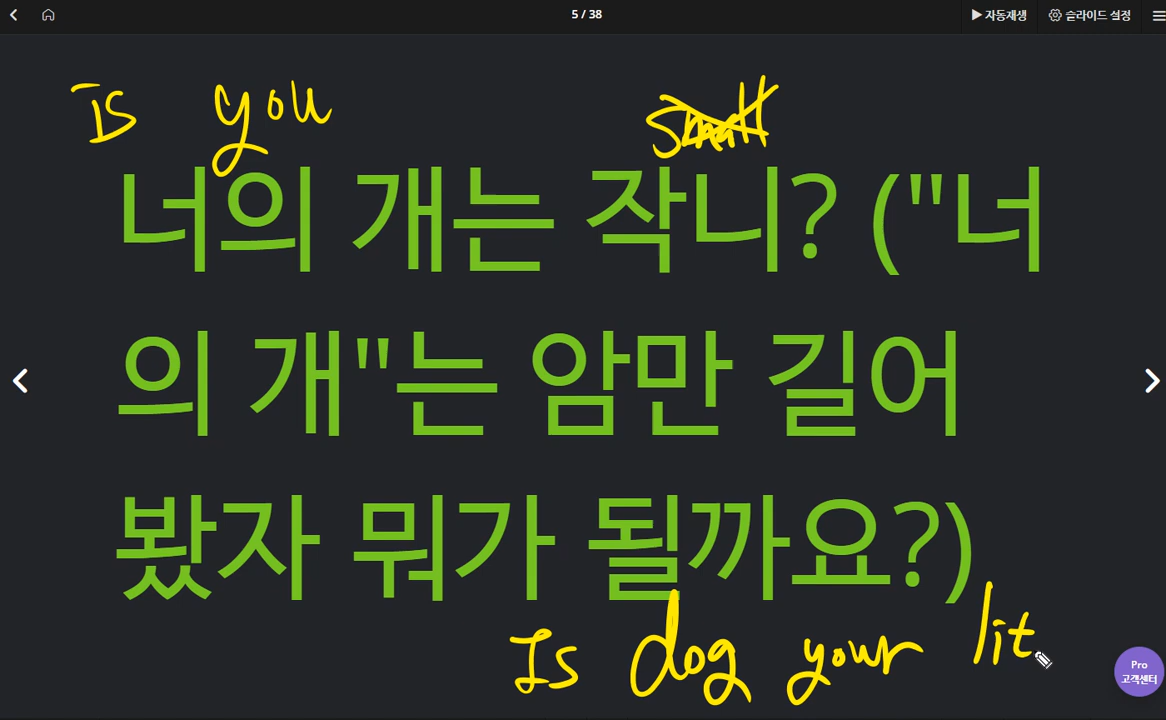 5 / 38
▶ 자동재생
슬라이드 설정
Is you
너의 개는 작니? ("너
의 개"는 암만 길어
봤자 뭐가 될까요?)
Is dog your lit
Pro
고객센터